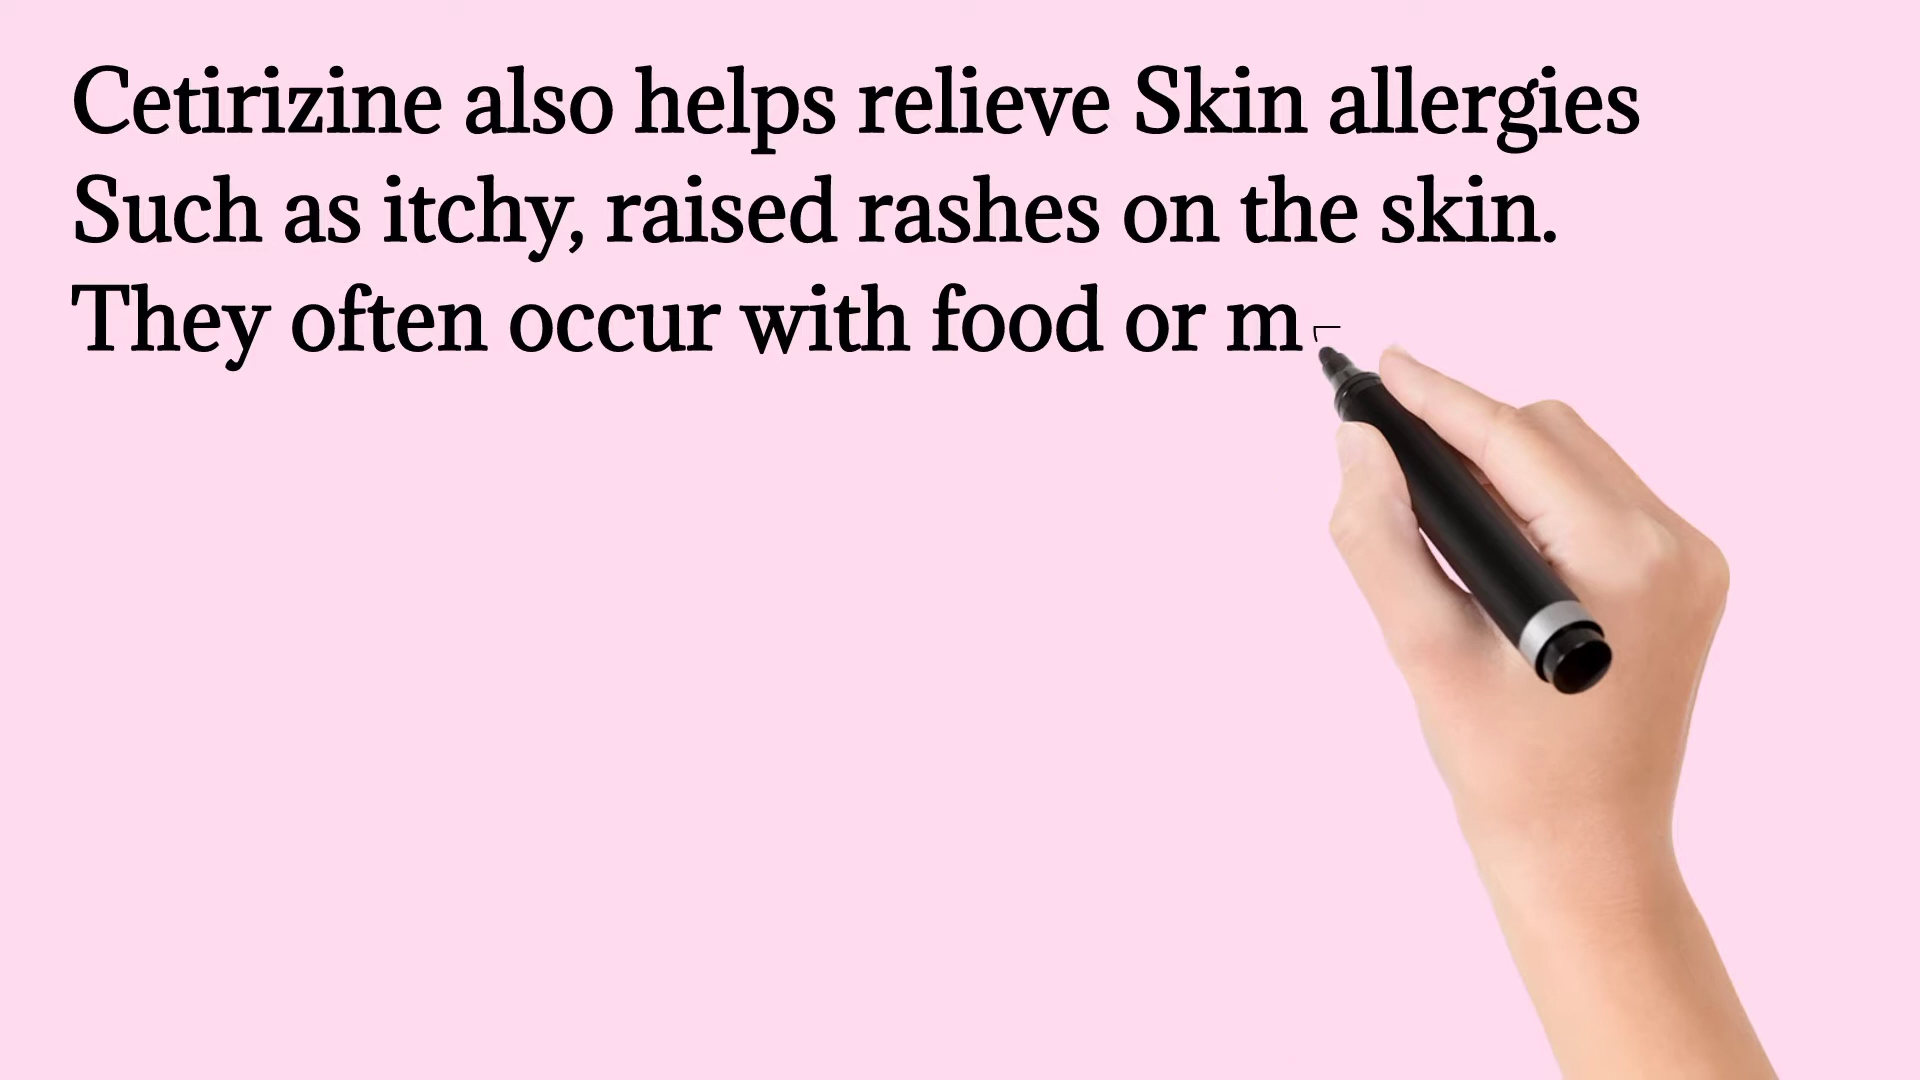 Cetirizine also helps relieve Skin allergies
Such as itchy, raised rashes on the skin.
They often occur with food or m